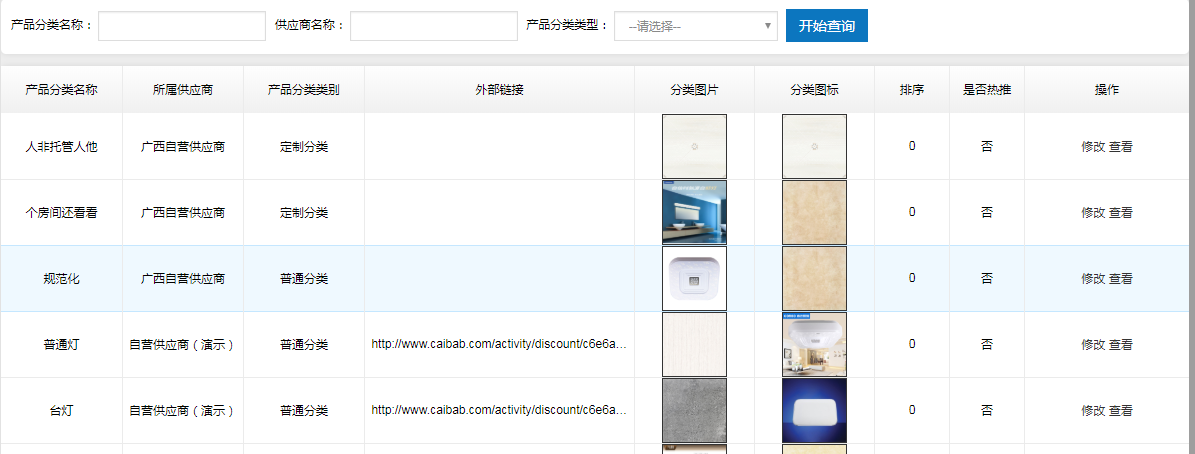 产品分类名称： 供应商名称： 产品分类类型： --请选择-- 开始查询
产品分类名称 所属供应商 产品分类类别 外部链接 分类图片 分类图标 排序 是否热推 操作
人非托管人他 广西自营供应商 定制分类 0 否 修改 查看
个房间还看看 广西自营供应商 定制分类 0 否 修改 查看
规范化 广西自营供应商 普通分类 0 否 修改 查看
普通灯 自营供应商（演示） 普通分类 http://www.caibab.com/activity/discount/c6e6a... 0 否 修改 查看
台灯 自营供应商（演示） 普通分类 http://www.caibab.com/activity/discount/c6e6a... 0 否 修改 查看